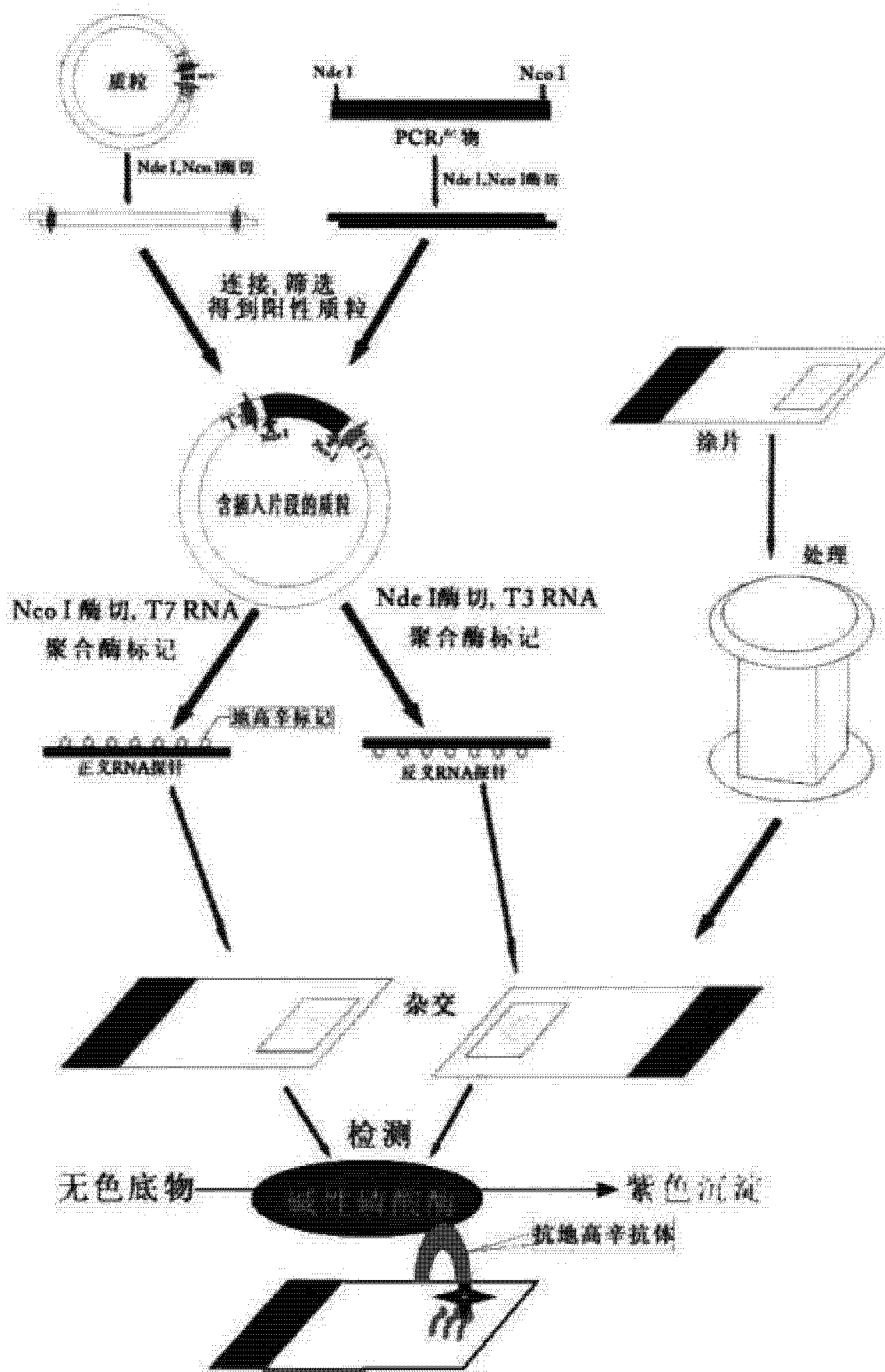 质粒
Nde I
Nco I
PCR产物
Nde I,Nco I酶切
Nde I,Nco I酶切
连接,筛选
得到阳性质粒
涂片
含插入片段的质粒
处理
Nco I 酶切, T7 RNA
聚合酶标记
Nde I酶切, T3 RNA
聚合酶标记
地高辛标记
正义RNA探针
反义RNA探针
杂交
检测
无色底物
碱性磷酸酶
紫色沉淀
抗地高辛抗体